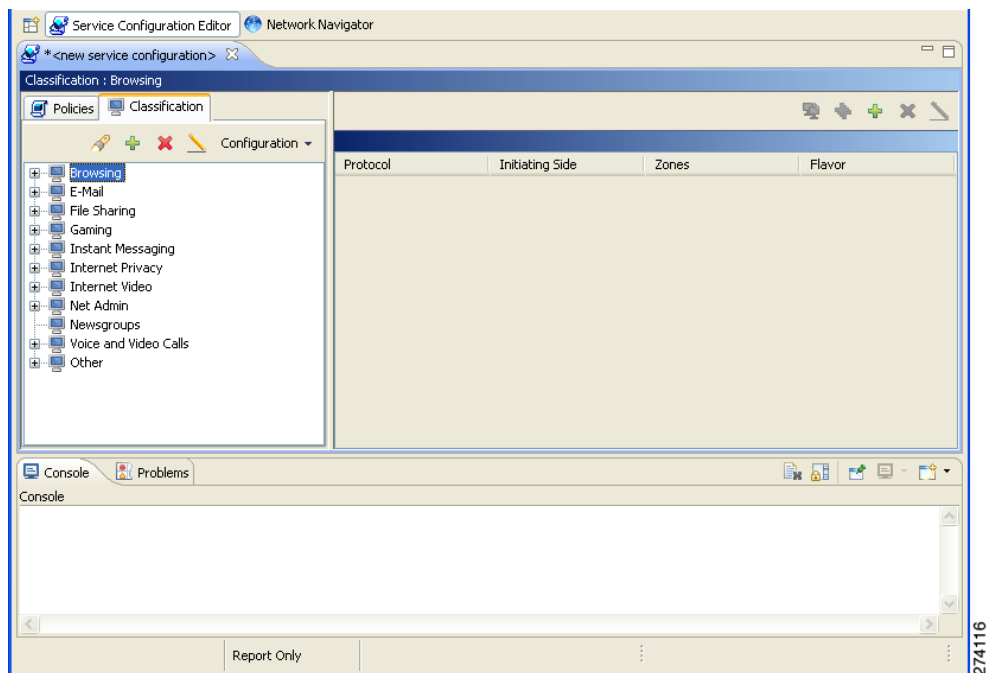 Service Configuration Editor Network Navigator
*<new service configuration>
Classification : Browsing
Policies Classification
Configuration
Protocol Initiating Side Zones Flavor
Browsing
E-Mail
File Sharing
Gaming
Instant Messaging
Internet Privacy
Internet Video
Net Admin
Newsgroups
Voice and Video Calls
Other
Console Problems
Console
Report Only
274116